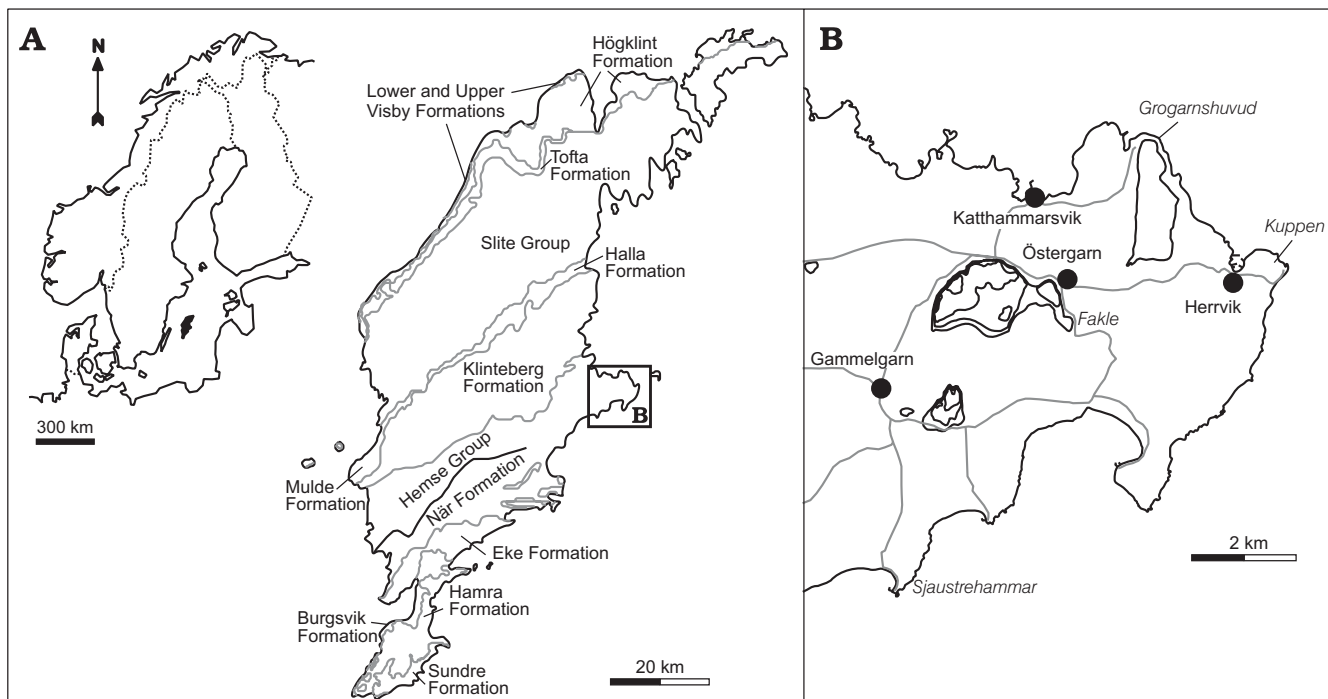 A
N
300 km
Lower and Upper
Visby Formations
Högklint
Formation
Tofta
Formation
Slite Group
Halla
Formation
Klinteberg
Formation
B
Mulde
Formation
Hemse Group
När Formation
Eke Formation
Hamra
Formation
Burgsvik
Formation
Sundre
Formation
20 km
B
Grogarnshuvud
Katthammarsvik
Kuppen
Östergarn
Herrvik
Fakle
Gammelgarn
Sjaustrehammar
2 km